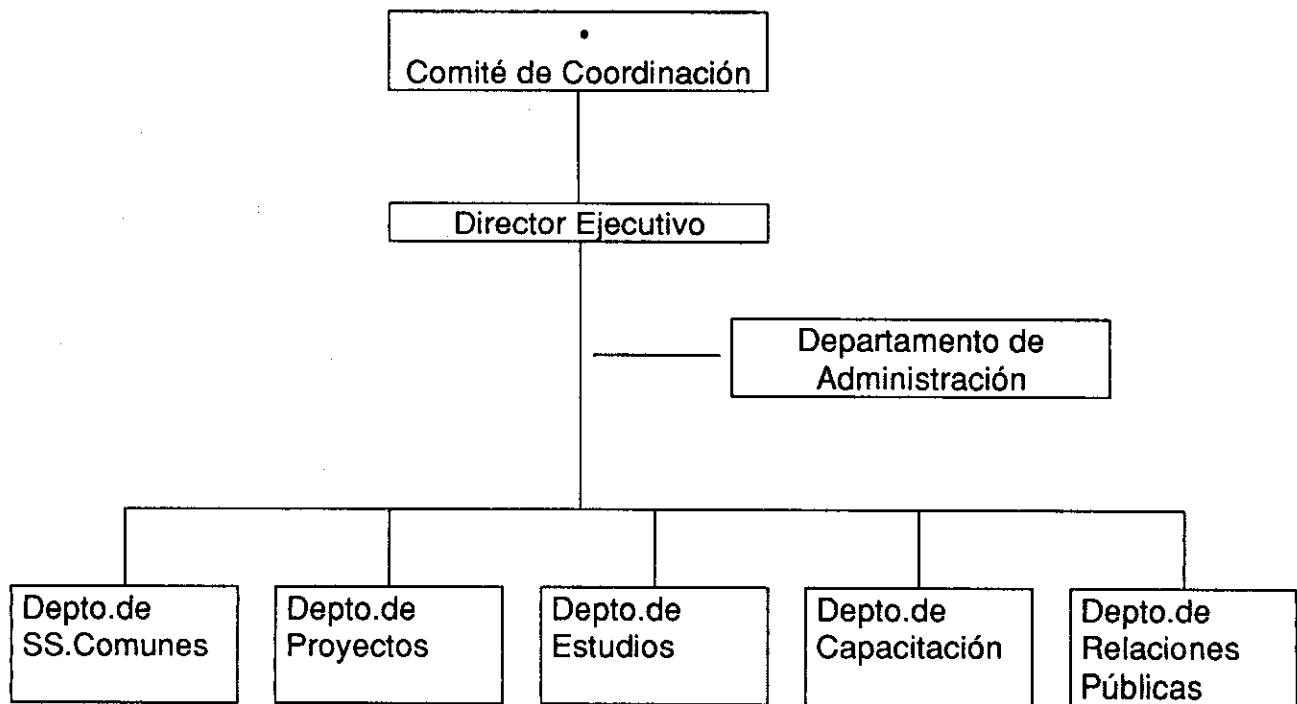 Comité de Coordinación
Director Ejecutivo
Departamento de
Administración
Depto.de
SS.Comunes
Depto.de
Proyectos
Depto.de
Estudios
Depto.de
Capacitación
Depto.de
Relaciones
Públicas